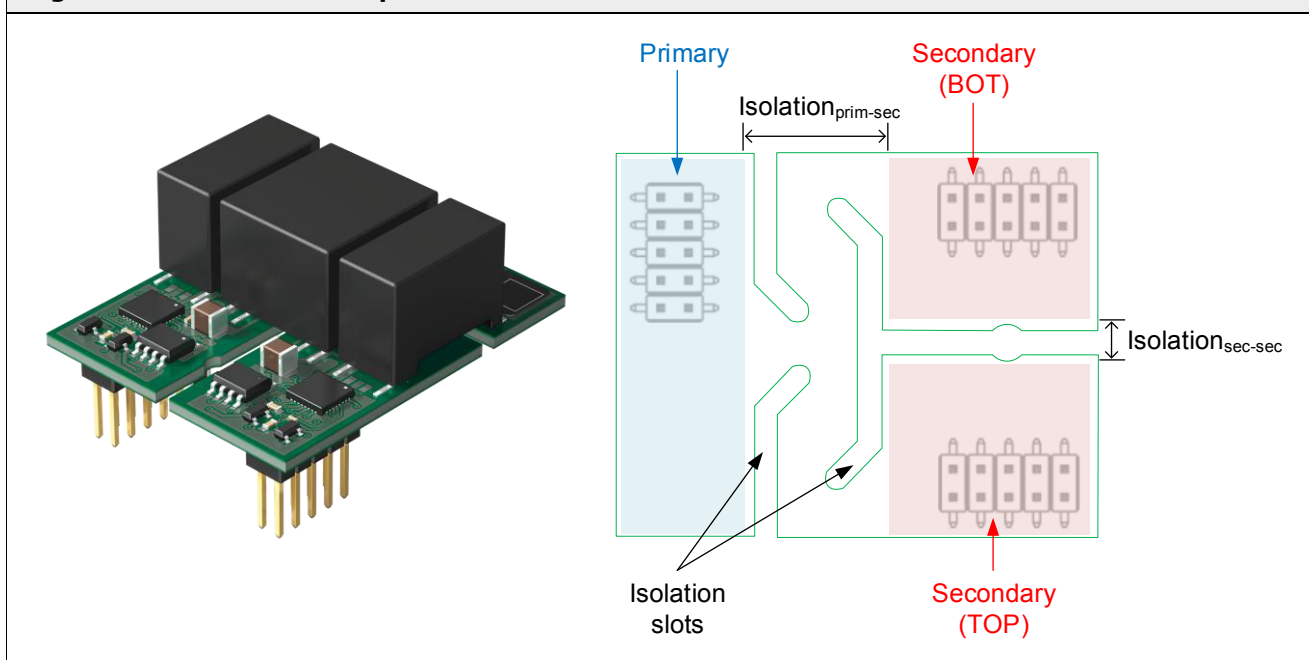 Primary
Secondary
(BOT)
Isolationprim-sec
Isolationsec-sec
Isolation
slots
Secondary
(TOP)